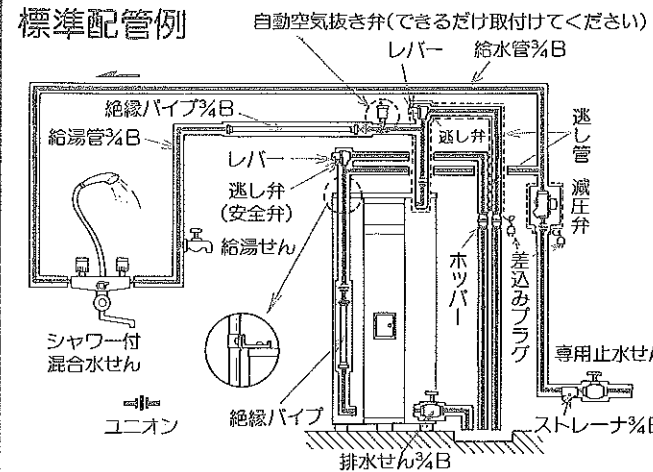 標準配管例
自動空気抜き弁(できるだけ取付けてください)
レバー
給水管¾B
絶縁パイプ¾B
給湯管¾B
逃し弁
逃し管
レバー
逃し弁
(安全弁)
減圧弁
給湯せん
ホッパー
差込みプラグ
シャワー付
混合水せん
専用止水せん
ユニオン
絶縁パイプ
ストレーナ¾B
排水せん¾B